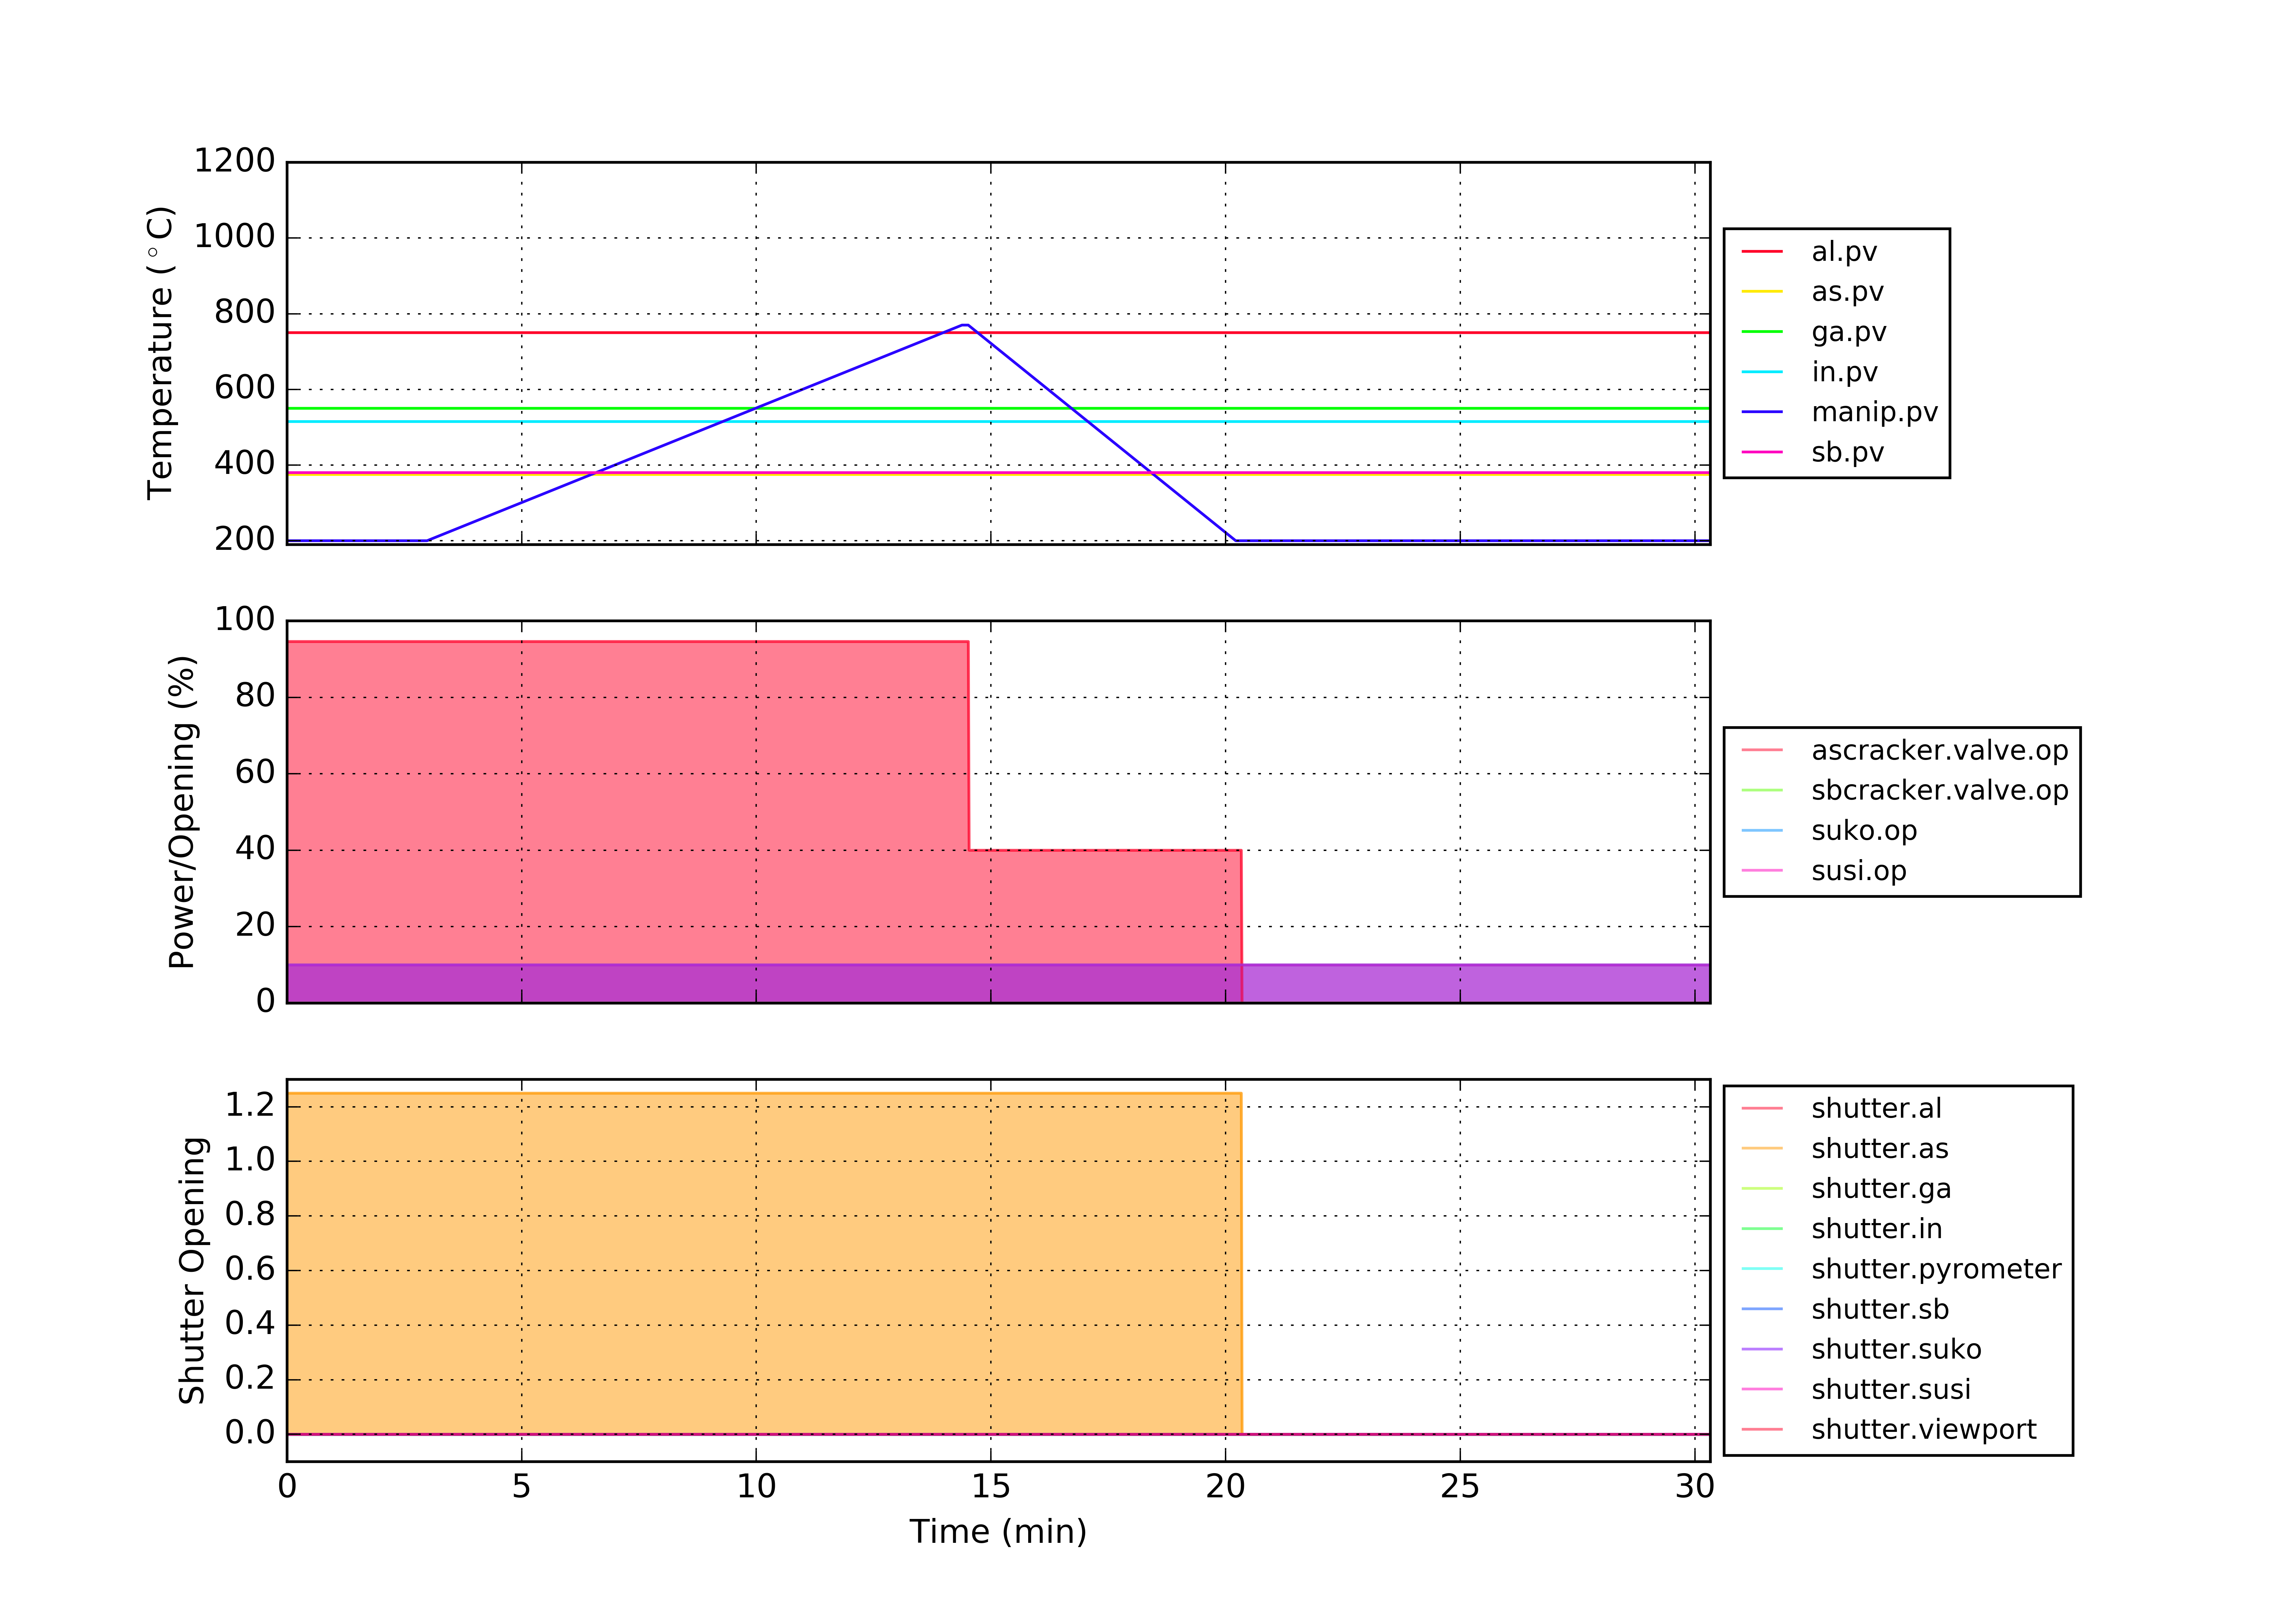 1200
1000
800
600
400
200
Temperature (°C)
al.pv
as.pv
ga.pv
in.pv
manip.pv
sb.pv
100
80
60
40
20
0
Power/Opening (%)
ascracker.valve.op
sbcracker.valve.op
suko.op
susi.op
1.2
1.0
0.8
0.6
0.4
0.2
0.0
Shutter Opening
shutter.al
shutter.as
shutter.ga
shutter.in
shutter.pyrometer
shutter.sb
shutter.suko
shutter.susi
shutter.viewport
0 5 10 15 20 25 30
Time (min)